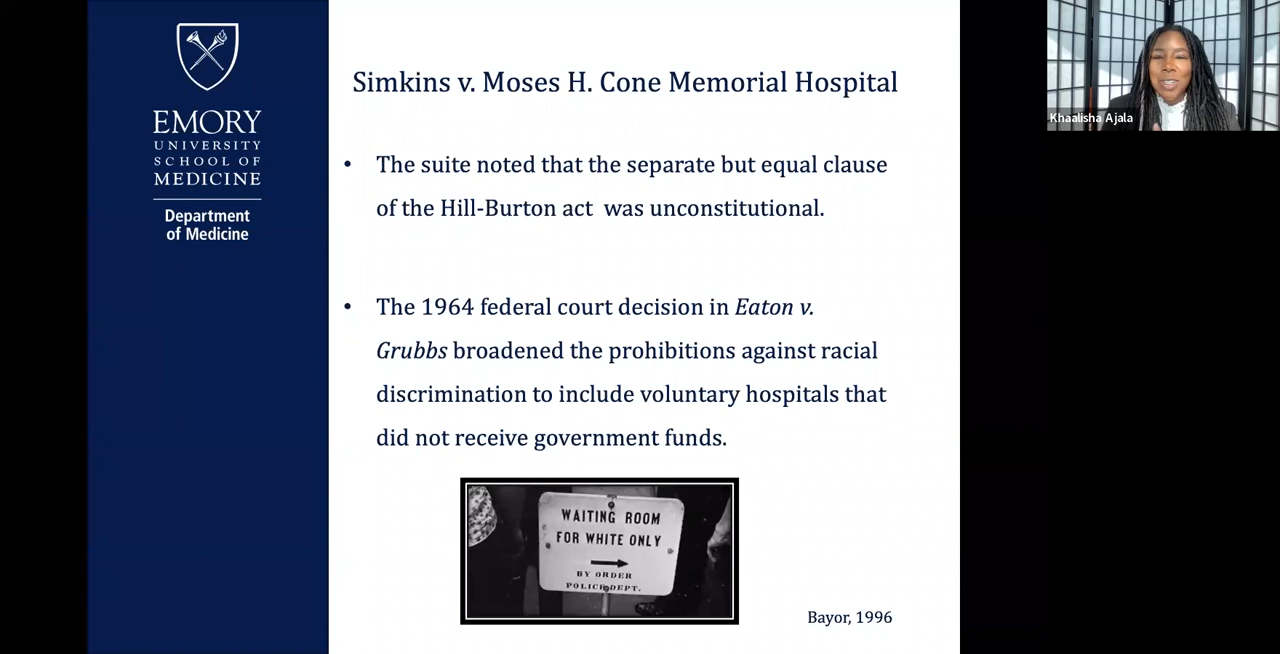 EMORY
UNIVERSITY
SCHOOL OF
MEDICINE
Department
of Medicine
Simkins v. Moses H. Cone Memorial Hospital
• The suite noted that the separate but equal clause
of the Hill-Burton act was unconstitutional.
• The 1964 federal court decision in Eaton v.
Grubbs broadened the prohibitions against racial
discrimination to include voluntary hospitals that
did not receive government funds.
WAITING ROOM
FOR WHITE ONLY
BY ORDER
POLICE DEPT.
Bayor, 1996
Khaalisha Ajala